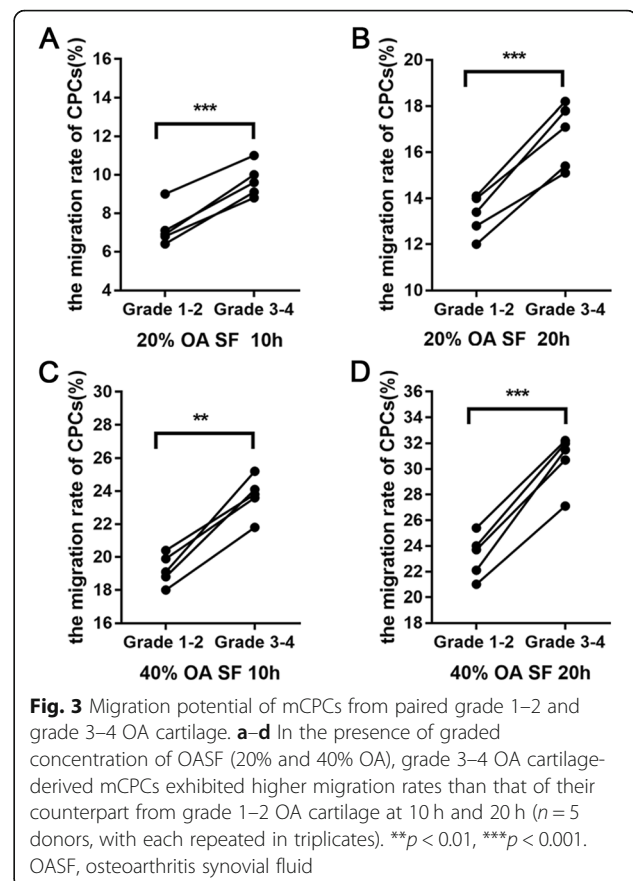 A
the migration rate of CPCs(%)
16
14
12
10
8
6
4
***
Grade 1-2 Grade 3-4
20% OA SF 10h
B
the migration rate of CPCs(%)
20
18
16
14
12
10
***
Grade 1-2 Grade 3-4
20% OA SF 20h
C
the migration rate of CPCs(%)
30
28
26
24
22
20
18
16
**
Grade 1-2 Grade 3-4
40% OA SF 10h
D
the migration rate of CPCs(%)
36
34
32
30
28
26
24
22
20
18
***
Grade 1-2 Grade 3-4
40% OA SF 20h
Fig. 3 Migration potential of mCPCs from paired grade 1–2 and
grade 3–4 OA cartilage. a–d In the presence of graded
concentration of OASF (20% and 40% OA), grade 3–4 OA cartilage-
derived mCPCs exhibited higher migration rates than that of their
counterpart from grade 1–2 OA cartilage at 10 h and 20 h (n = 5
donors, with each repeated in triplicates). **p < 0.01, ***p < 0.001.
OASF, osteoarthritis synovial fluid